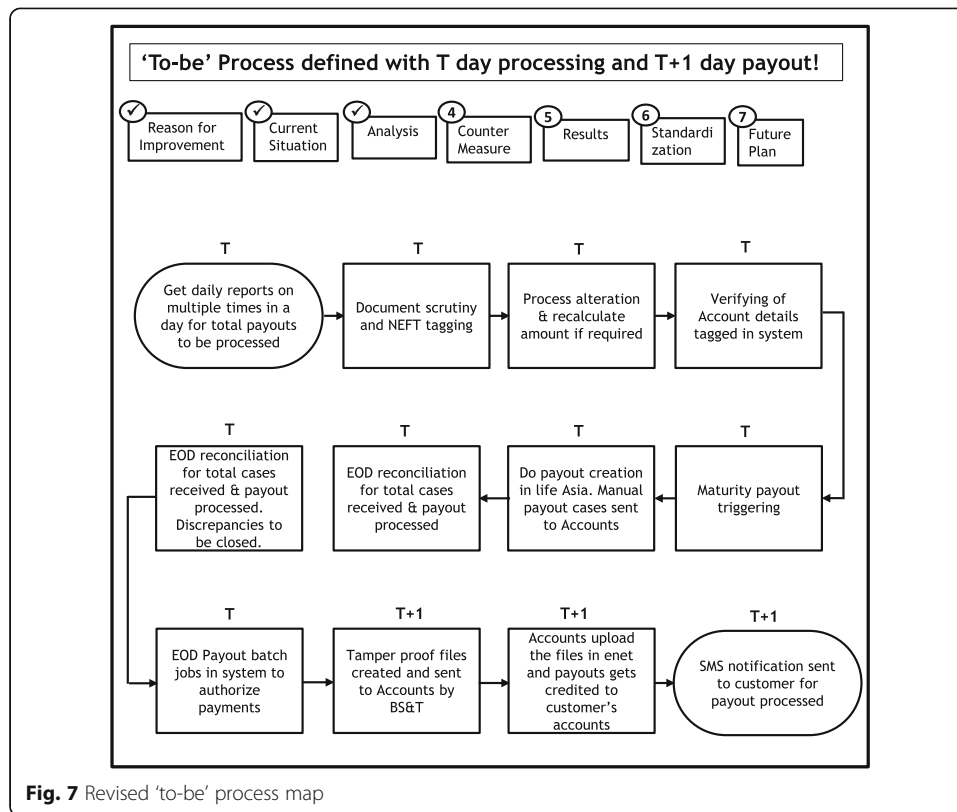 ‘To-be’ Process defined with T day processing and T+1 day payout!
✓
Reason for
Improvement
✓
Current
Situation
✓
Analysis
4
Counter
Measure
5
Results
6
Standardi
zation
7
Future
Plan
T
Get daily reports on
multiple times in a
day for total payouts
to be processed
T
Document scrutiny
and NEFT tagging
T
Process alteration
& recalculate
amount if required
T
Verifying of
Account details
tagged in system
T
EOD reconciliation
for total cases
received & payout
processed.
Discrepancies to
be closed.
T
EOD reconciliation
for total cases
received & payout
processed
T
Do payout creation
in life Asia. Manual
payout cases sent
to Accounts
T
Maturity payout
triggering
T
EOD Payout batch
jobs in system to
authorize
payments
T+1
Tamper proof files
created and sent
to Accounts by
BS&T
T+1
Accounts upload
the files in enet
and payouts gets
credited to
customer’s
accounts
T+1
SMS notification sent
to customer for
payout processed
Fig. 7 Revised ‘to-be’ process map